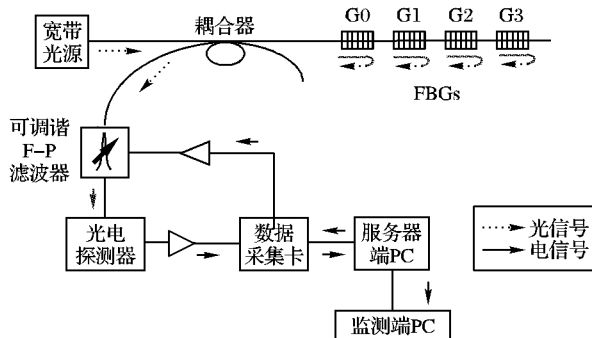 宽带
光源
耦合器
G0
G1
G2
G3
FBGs
可调谐
F-P
滤波器
光电
探测器
数据
采集卡
服务器
端PC
监测端PC
光信号
电信号